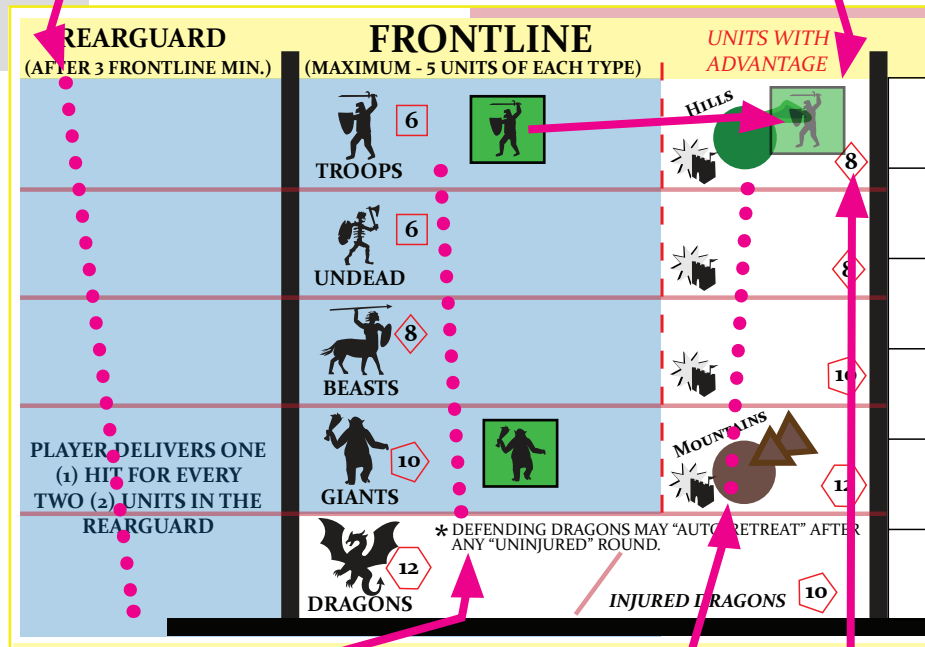 REARGUARD
(AFTER 3 FRONTLINE MIN.)
FRONTLINE
(MAXIMUM - 5 UNITS OF EACH TYPE)
UNITS WITH
ADVANTAGE
6
TROOPS
HILLS
8
6
UNDEAD
8
8
BEASTS
10
PLAYER DELIVERS ONE
(1) HIT FOR EVERY
TWO (2) UNITS IN THE
REARGUARD
10
GIANTS
MOUNTAINS
12
* DEFENDING DRAGONS MAY "AUTO RETREAT" AFTER
ANY "UNINJURED" ROUND.
12
DRAGONS
INJURED DRAGONS
10